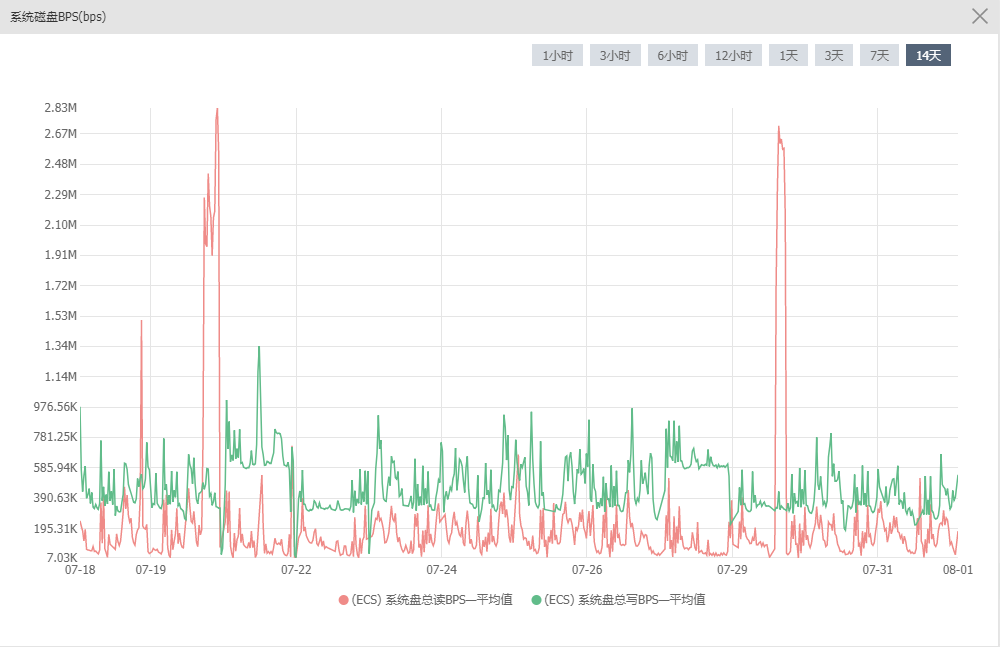 系统磁盘BPS(bps)
1小时 3小时 6小时 12小时 1天 3天 7天 14天
2.83M
2.67M
2.48M
2.29M
2.10M
1.91M
1.72M
1.53M
1.34M
1.14M
976.56K
781.25K
585.94K
390.63K
195.31K
7.03K
07-18 07-19 07-22 07-24 07-26 07-29 07-31 08-01
(ECS) 系统盘总读BPS—平均值 (ECS) 系统盘总写BPS—平均值